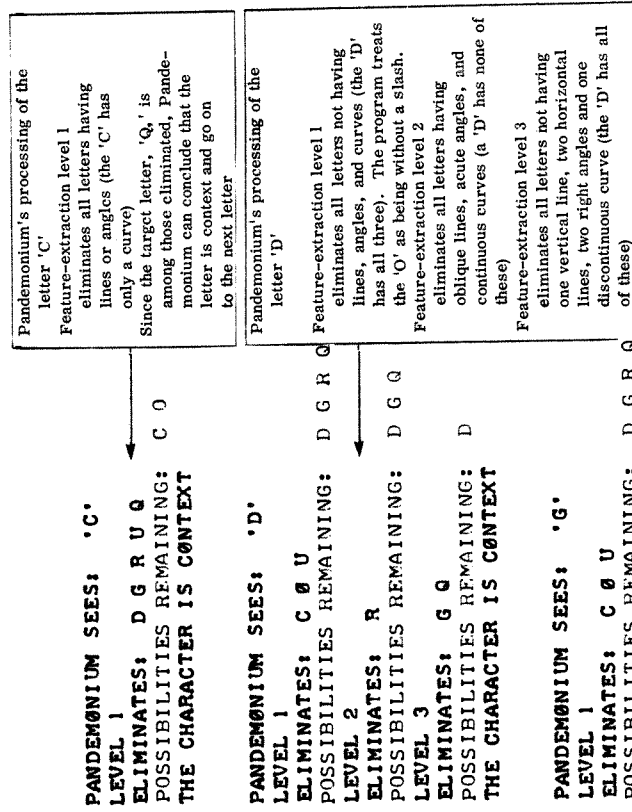 PANDEMØNIUM SEES: 'C'
LEVEL 1
ELIMINATES: D G R U Q
POSSIBILITIES REMAINING: C O
THE CHARACTER IS CØNTEXT
Pandemonium's processing of the
letter 'C'
Feature-extraction level 1
eliminates all letters having
lines or angles (the 'C' has
only a curve)
Since the target letter, 'Q,' is
among those eliminated, Pande-
monium can conclude that the
letter is context and go on
to the next letter
PANDEMØNIUM SEES: 'D'
LEVEL 1
ELIMINATES: C Ø U
POSSIBILITIES REMAINING: D G R Q
LEVEL 2
ELIMINATES: R
POSSIBILITIES REMAINING: D G Q
LEVEL 3
ELIMINATES: G Q
POSSIBILITIES REMAINING: D
THE CHARACTER IS CØNTEXT
Pandemonium's processing of the
letter 'D'
Feature-extraction level 1
eliminates all letters not having
lines, angles, and curves (the 'D'
has all three). The program treats
the 'O' as being without a slash.
Feature-extraction level 2
eliminates all letters having
oblique lines, acute angles, and
continuous curves (a 'D' has none of
these)
Feature-extraction level 3
eliminates all letters not having
one vertical line, two horizontal
lines, two right angles and one
discontinuous curve (the 'D' has all
of these)
PANDEMØNIUM SEES: 'G'
LEVEL 1
ELIMINATES: C Ø U
POSSIBILITIES REMAINING: D G R Q